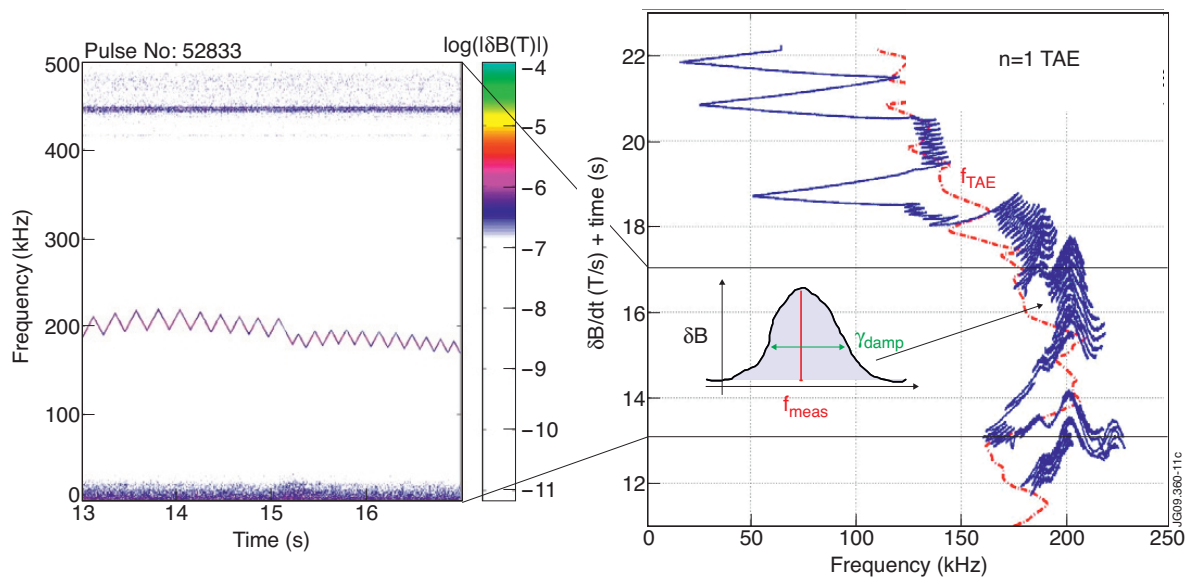 Pulse No: 52833
log(|δB(T)|)
500
400
300
200
100
0
Frequency (kHz)
13
14
15
16
Time (s)
−4
−5
−6
−7
−8
−9
−10
−11
n=1 TAE
f_TAE
22
20
18
16
14
12
δB/dt (T/s) + time (s)
δB
γ_damp
f_meas
0
50
100
150
200
250
Frequency (kHz)
JG09.360-11c